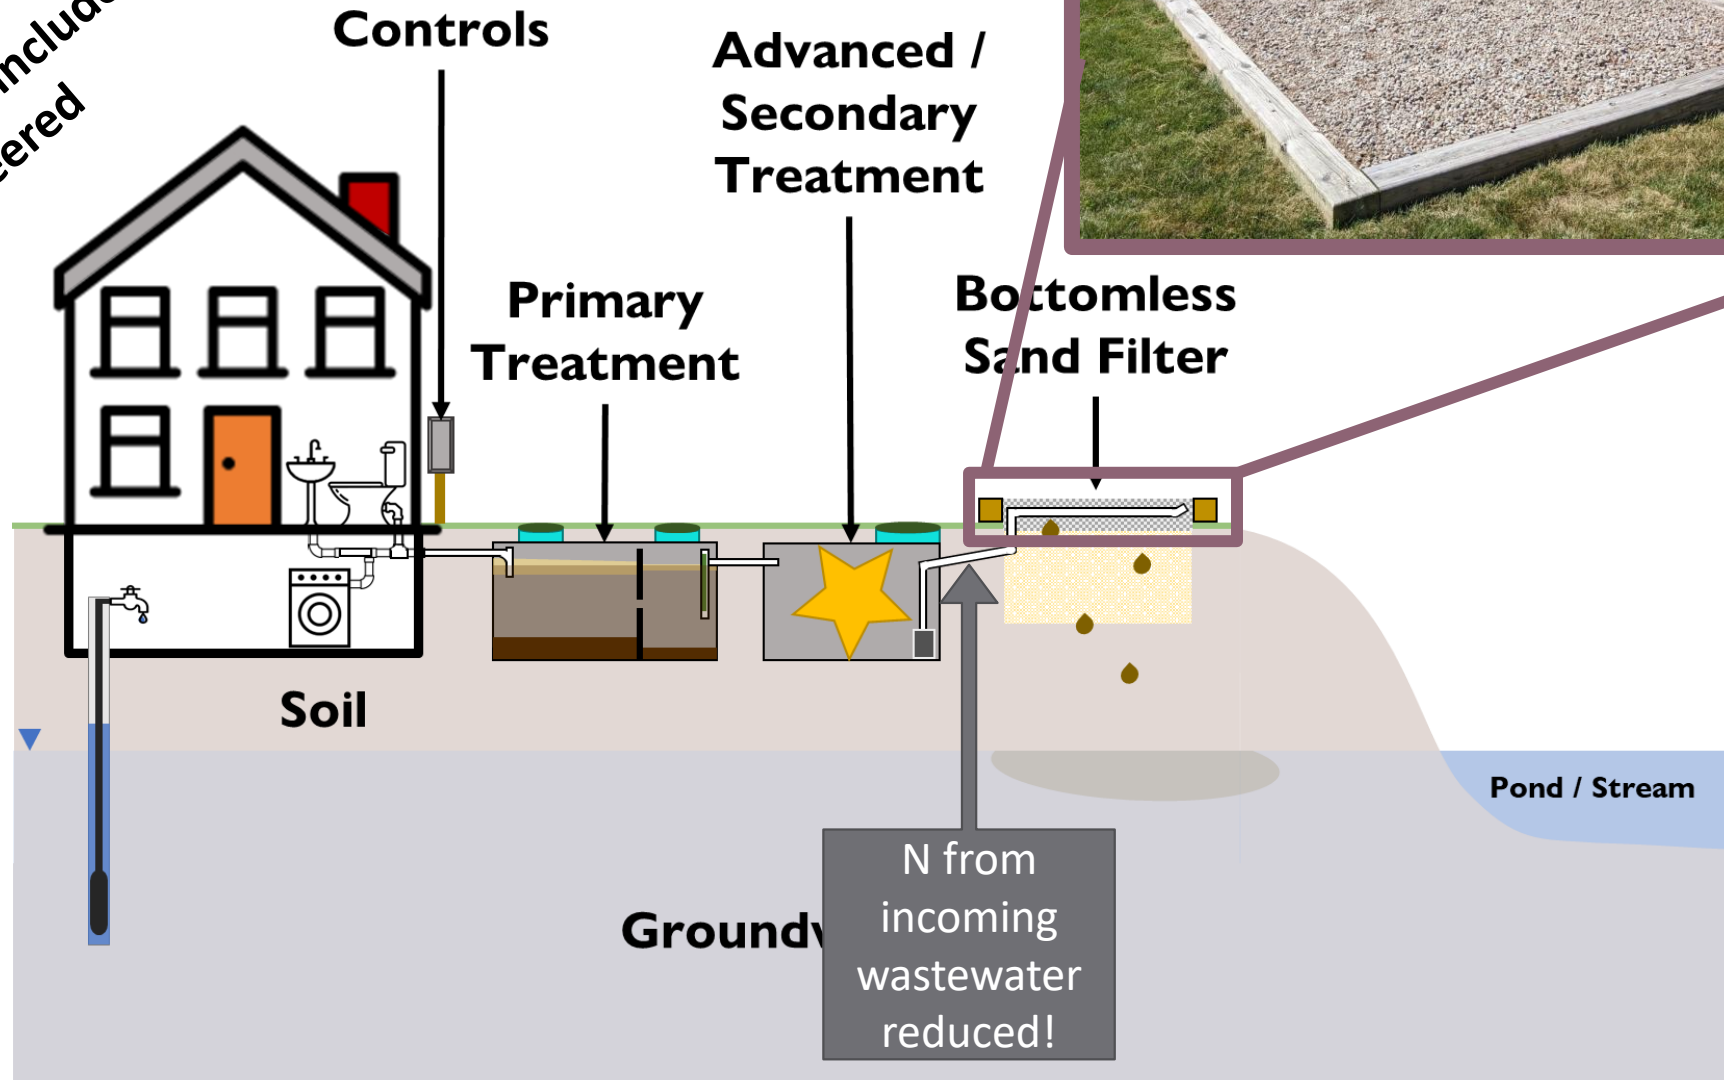 Controls
Advanced /
Secondary
Treatment
Primary
Treatment
Bottomless
Sand Filter
Soil
Pond / Stream
N from
incoming
wastewater
reduced!